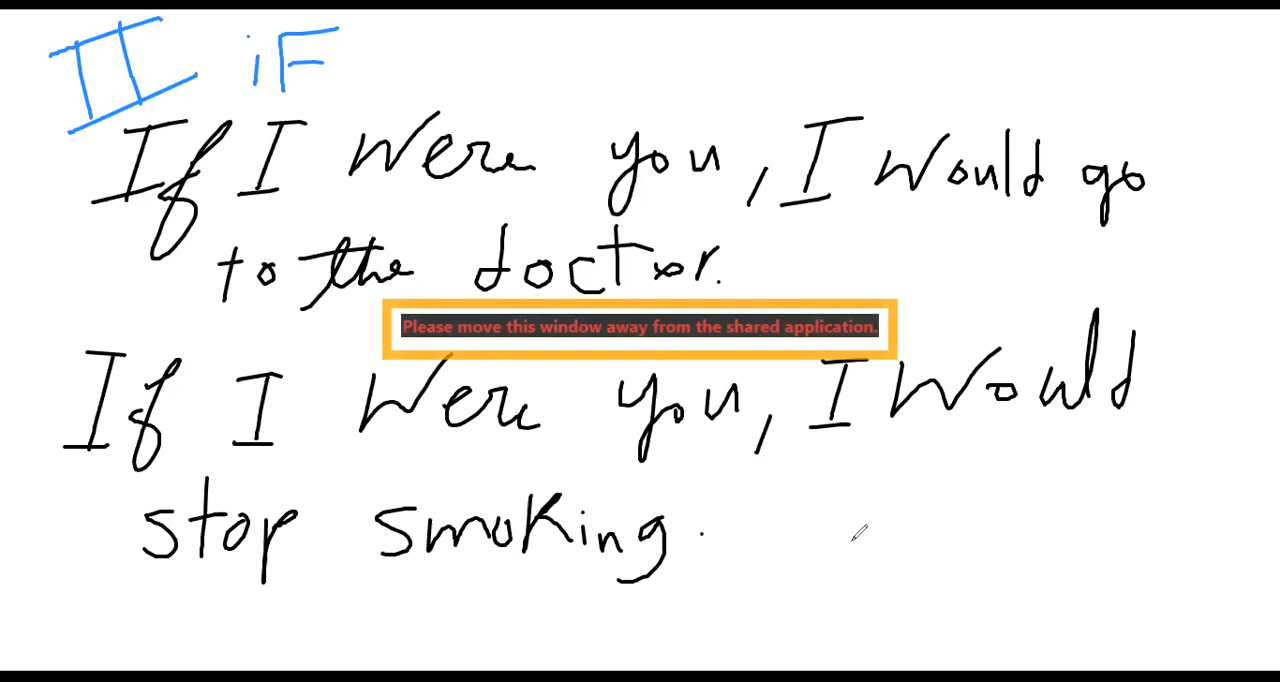 II iF
If I were you, I would go
to the doctor.
Please move this window away from the shared application.
If I were you, I would
stop smoking.